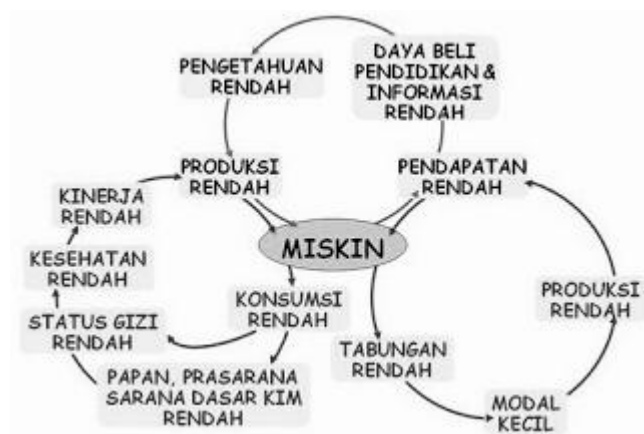 PENGETAHUAN
RENDAH
DAYA BELI
PENDIDIKAN &
INFORMASI
RENDAH
PRODUKSI
RENDAH
PENDAPATAN
RENDAH
KINERJA
RENDAH
MISKIN
KESEHATAN
RENDAH
KONSUMSI
RENDAH
PRODUKSI
RENDAH
STATUS GIZI
RENDAH
TABUNGAN
RENDAH
PAPAN, PRASARANA
SARANA DASAR KIM
RENDAH
MODAL
KECIL